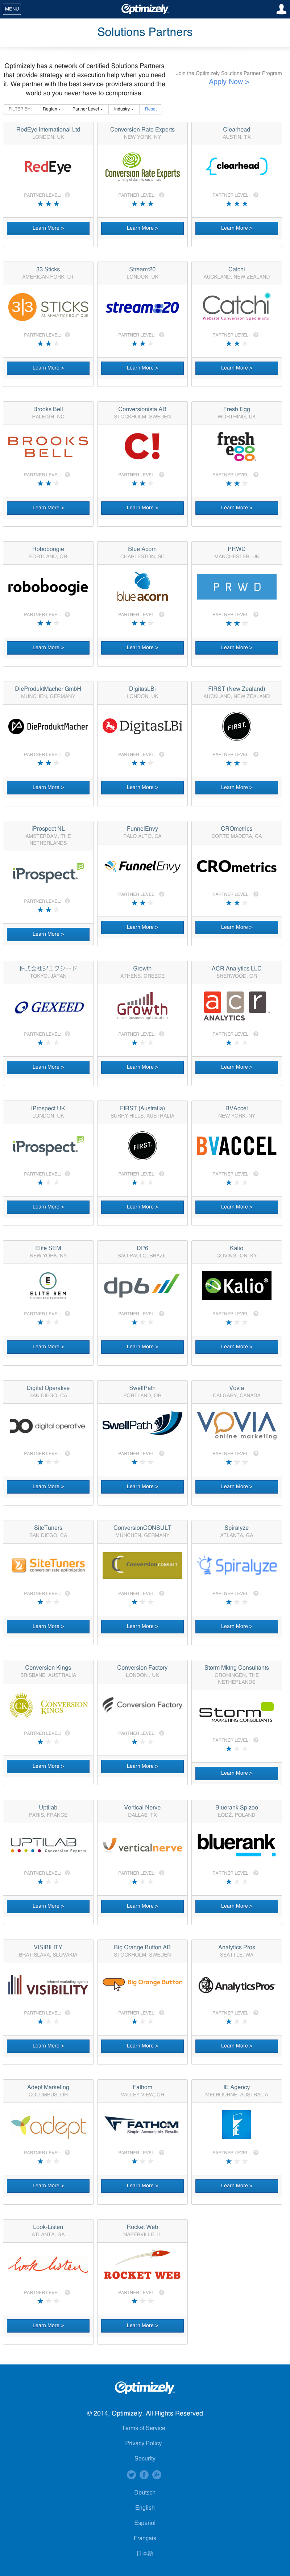 MENU
Optimizely
Solutions Partners
Optimizely has a network of certified Solutions Partners
that provide strategy and execution help when you need
it. We partner with the best service providers around the
world so you never have to compromise.
Join the Optimizely Solutions Partner Program
Apply Now >
FILTER BY: Region Partner Level Industry Reset
RedEye International Ltd
LONDON, UK
RedEye
PARTNER LEVEL:
Learn More >
Conversion Rate Experts
NEW YORK, NY
Conversion Rate Experts
PARTNER LEVEL:
Learn More >
Clearhead
AUSTIN, TX
clearhead
PARTNER LEVEL:
Learn More >
33 Sticks
AMERICAN FORK, UT
33 STICKS
AN ANALYTICS BOUTIQUE
PARTNER LEVEL:
Learn More >
Stream:20
LONDON, UK
stream:20
PARTNER LEVEL:
Learn More >
Catchi
AUCKLAND, NEW ZEALAND
Catchi
Website Conversion Specialists
PARTNER LEVEL:
Learn More >
Brooks Bell
RALEIGH, NC
BROOKS
BELL
PARTNER LEVEL:
Learn More >
Conversionista AB
STOCKHOLM, SWEDEN
C!
PARTNER LEVEL:
Learn More >
Fresh Egg
WORTHING, UK
fresh
egg
PARTNER LEVEL:
Learn More >
Roboboogie
PORTLAND, OR
roboboogie
PARTNER LEVEL:
Learn More >
Blue Acorn
CHARLESTON, SC
blue
acorn
PARTNER LEVEL:
Learn More >
PRWD
MANCHESTER, UK
PRWD
PARTNER LEVEL:
Learn More >
DieProduktMacher GmbH
MÜNCHEN, GERMANY
DieProduktMacher
PARTNER LEVEL:
Learn More >
DigitasLBi
LONDON, UK
DigitasLBi
PARTNER LEVEL:
Learn More >
FIRST (New Zealand)
AUCKLAND, NEW ZEALAND
FIRST
PARTNER LEVEL:
Learn More >
iProspect NL
AMSTERDAM, THE
NETHERLANDS
iProspect
PARTNER LEVEL:
Learn More >
FunnelEnvy
PALO ALTO, CA
FunnelEnvy
PARTNER LEVEL:
Learn More >
CROmetrics
CORTE MADERA, CA
CROmetrics
PARTNER LEVEL:
Learn More >
株式会社ジェフシード
TOKYO, JAPAN
GEXEED
PARTNER LEVEL:
Learn More >
Growth
ATHENS, GREECE
Growth
online business optimization
PARTNER LEVEL:
Learn More >
ACR Analytics LLC
SHERWOOD, OR
acr
ANALYTICS
PARTNER LEVEL:
Learn More >
iProspect UK
LONDON, UK
iProspect
PARTNER LEVEL:
Learn More >
FIRST (Australia)
SURRY HILLS, AUSTRALIA
FIRST
PARTNER LEVEL:
Learn More >
BVAccel
NEW YORK, NY
BVACCEL
PARTNER LEVEL:
Learn More >
Elite SEM
NEW YORK, NY
E
ELITE SEM
PARTNER LEVEL:
Learn More >
DP6
SÃO PAULO, BRAZIL
dp6
PARTNER LEVEL:
Learn More >
Kalio
COVINGTON, KY
Kalio
PARTNER LEVEL:
Learn More >
Digital Operative
SAN DIEGO, CA
digital operative
PARTNER LEVEL:
Learn More >
SwellPath
PORTLAND, OR
SwellPath
PARTNER LEVEL:
Learn More >
Vovia
CALGARY, CANADA
VOVIA
online marketing
PARTNER LEVEL:
Learn More >
SiteTuners
SAN DIEGO, CA
SiteTuners
conversion rate optimization
PARTNER LEVEL:
Learn More >
ConversionCONSULT
MÜNCHEN, GERMANY
Conversion CONSULT
PARTNER LEVEL:
Learn More >
Spiralyze
ATLANTA, GA
Spiralyze
PARTNER LEVEL:
Learn More >
Conversion Kings
BRISBANE, AUSTRALIA
CK
CONVERSION
KINGS
PARTNER LEVEL:
Learn More >
Conversion Factory
LONDON, UK
Conversion Factory
PARTNER LEVEL:
Learn More >
Storm Mktng Consultants
GRONINGEN, THE
NETHERLANDS
Storm
MARKETING CONSULTANTS
PARTNER LEVEL:
Learn More >
Uptilab
PARIS, FRANCE
UPTILAB
Conversion Experts
PARTNER LEVEL:
Learn More >
Vertical Nerve
DALLAS, TX
verticalnerve
PARTNER LEVEL:
Learn More >
Bluerank Sp zoo
LODZ, POLAND
bluerank
PARTNER LEVEL:
Learn More >
VISIBILITY
BRATISLAVA, SLOVAKIA
internet marketing agency
VISIBILITY
PARTNER LEVEL:
Learn More >
Big Orange Button AB
STOCKHOLM, SWEDEN
Big Orange Button
PARTNER LEVEL:
Learn More >
Analytics Pros
SEATTLE, WA
AnalyticsPros
PARTNER LEVEL:
Learn More >
Adept Marketing
COLUMBUS, OH
adept
PARTNER LEVEL:
Learn More >
Fathom
VALLEY VIEW, OH
FATHOM
Simple. Accountable. Results.
PARTNER LEVEL:
Learn More >
IE Agency
MELBOURNE, AUSTRALIA
PARTNER LEVEL:
Learn More >
Look-Listen
ATLANTA, GA
look listen
PARTNER LEVEL:
Learn More >
Rocket Web
NAPERVILLE, IL
ROCKET WEB
PARTNER LEVEL:
Learn More >
Optimizely
© 2014, Optimizely. All Rights Reserved
Terms of Service
Privacy Policy
Security
Deutsch
English
Español
Français
日本語